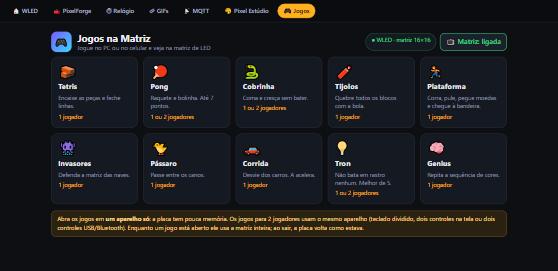 WLED
PixelForge
Relógio
GIFs
MQTT
Pixel Estúdio
Jogos
Jogos na Matriz
Jogue no PC ou no celular e veja na matriz de LED
WLED · matriz 16×16
Matriz: ligada
Tetris
Encaixe as peças e feche
linhas.
1 jogador
Pong
Raquete e bolinha. Até 7
pontos.
1 ou 2 jogadores
Cobrinha
Coma e cresça sem bater.
1 ou 2 jogadores
Tijolos
Quebre todos os blocos
com a bola.
1 jogador
Plataforma
Corra, pule, pegue moedas
e chegue à bandeira.
1 jogador
Invasores
Defenda a matriz das naves.
1 jogador
Pássaro
Passe entre os canos.
1 jogador
Corrida
Desvie dos carros. A acelera.
1 jogador
Tron
Não bata em rastro
nenhum. Melhor de 5.
1 ou 2 jogadores
Genius
Repita a sequência de cores.
1 jogador
Abra os jogos em um aparelho só: a placa tem pouca memória. Os jogos para 2 jogadores usam o mesmo aparelho (teclado dividido, dois controles na tela ou dois
controles USB/Bluetooth). Enquanto um jogo está aberto ele usa a matriz inteira; ao sair, a placa volta como estava.